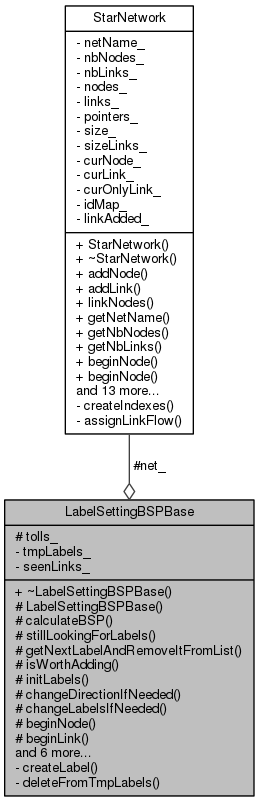 StarNetwork
- netName_
- nbNodes_
- nbLinks_
- nodes_
- links_
- pointers_
- size_
- sizeLinks_
- curNode_
- curLink_
- curOnlyLink_
- idMap_
- linkAdded_
+ StarNetwork()
+ ~StarNetwork()
+ addNode()
+ addLink()
+ linkNodes()
+ getNetName()
+ getNbNodes()
+ getNbLinks()
+ beginNode()
+ beginNode()
and 13 more...
- createIndexes()
- assignLinkFlow()
#net_
LabelSettingBSPBase
# tolls_
- tmpLabels_
- seenLinks_
+ ~LabelSettingBSPBase()
# LabelSettingBSPBase()
# calculateBSP()
# stillLookingForLabels()
# getNextLabelAndRemoveItFromList()
# isWorthAdding()
# initLabels()
# changeDirectionIfNeeded()
# changeLabelsIfNeeded()
# beginNode()
# beginLink()
and 6 more...
- createLabel()
- deleteFromTmpLabels()